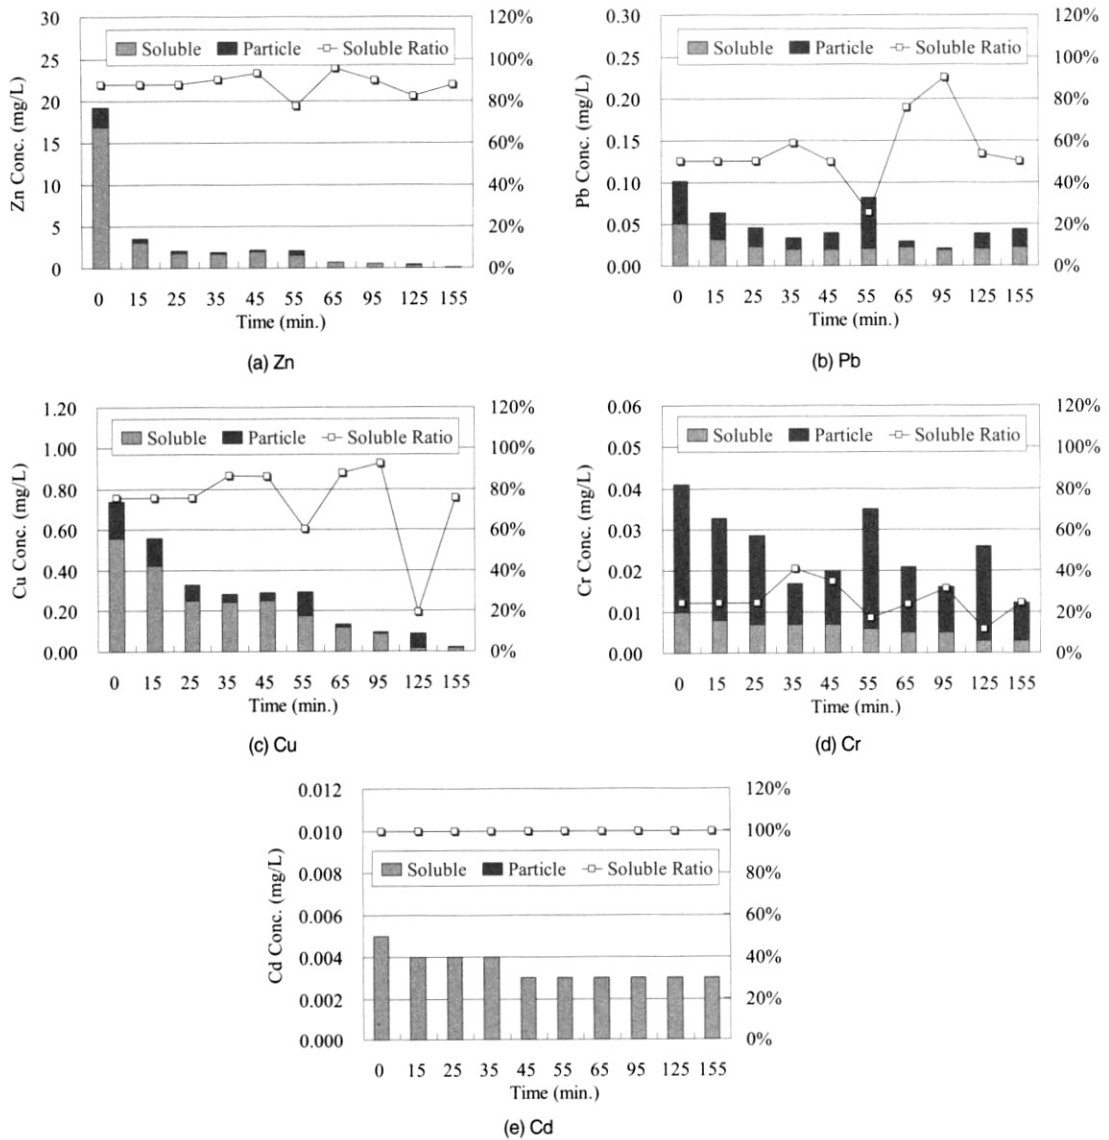 30 120%
Soluble Particle Soluble Ratio
25 100%
20 80%
15 60%
10 40%
5 20%
0 0%
Zn Conc. (mg/L)
0 15 25 35 45 55 65 95 125 155
Time (min.)
(a) Zn
0.30 120%
Soluble Particle Soluble Ratio
0.25 100%
0.20 80%
0.15 60%
0.10 40%
0.05 20%
0.00 0%
Pb Conc. (mg/L)
0 15 25 35 45 55 65 95 125 155
Time (min.)
(b) Pb
1.20 120%
Soluble Particle Soluble Ratio
1.00 100%
0.80 80%
0.60 60%
0.40 40%
0.20 20%
0.00 0%
Cu Conc. (mg/L)
0 15 25 35 45 55 65 95 125 155
Time (min.)
(c) Cu
0.06 120%
Soluble Particle Soluble Ratio
0.05 100%
0.04 80%
0.03 60%
0.02 40%
0.01 20%
0.00 0%
Cr Conc. (mg/L)
0 15 25 35 45 55 65 95 125 155
Time (min.)
(d) Cr
0.012 120%
0.010 100%
Soluble Particle Soluble Ratio
0.008 80%
0.006 60%
0.004 40%
0.002 20%
0.000 0%
Cd Conc. (mg/L)
0 15 25 35 45 55 65 95 125 155
Time (min.)
(e) Cd